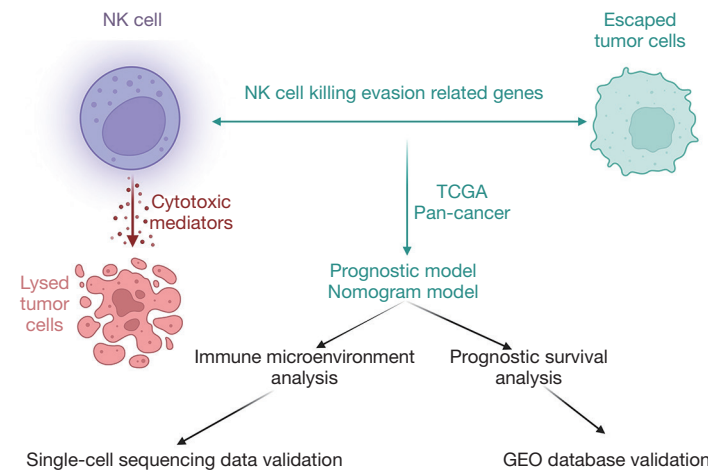 NK cell
Escaped
tumor cells
NK cell killing evasion related genes
Cytotoxic
mediators
TCGA
Pan-cancer
Lysed
tumor
cells
Prognostic model
Nomogram model
Immune microenvironment
analysis
Prognostic survival
analysis
Single-cell sequencing data validation
GEO database validation